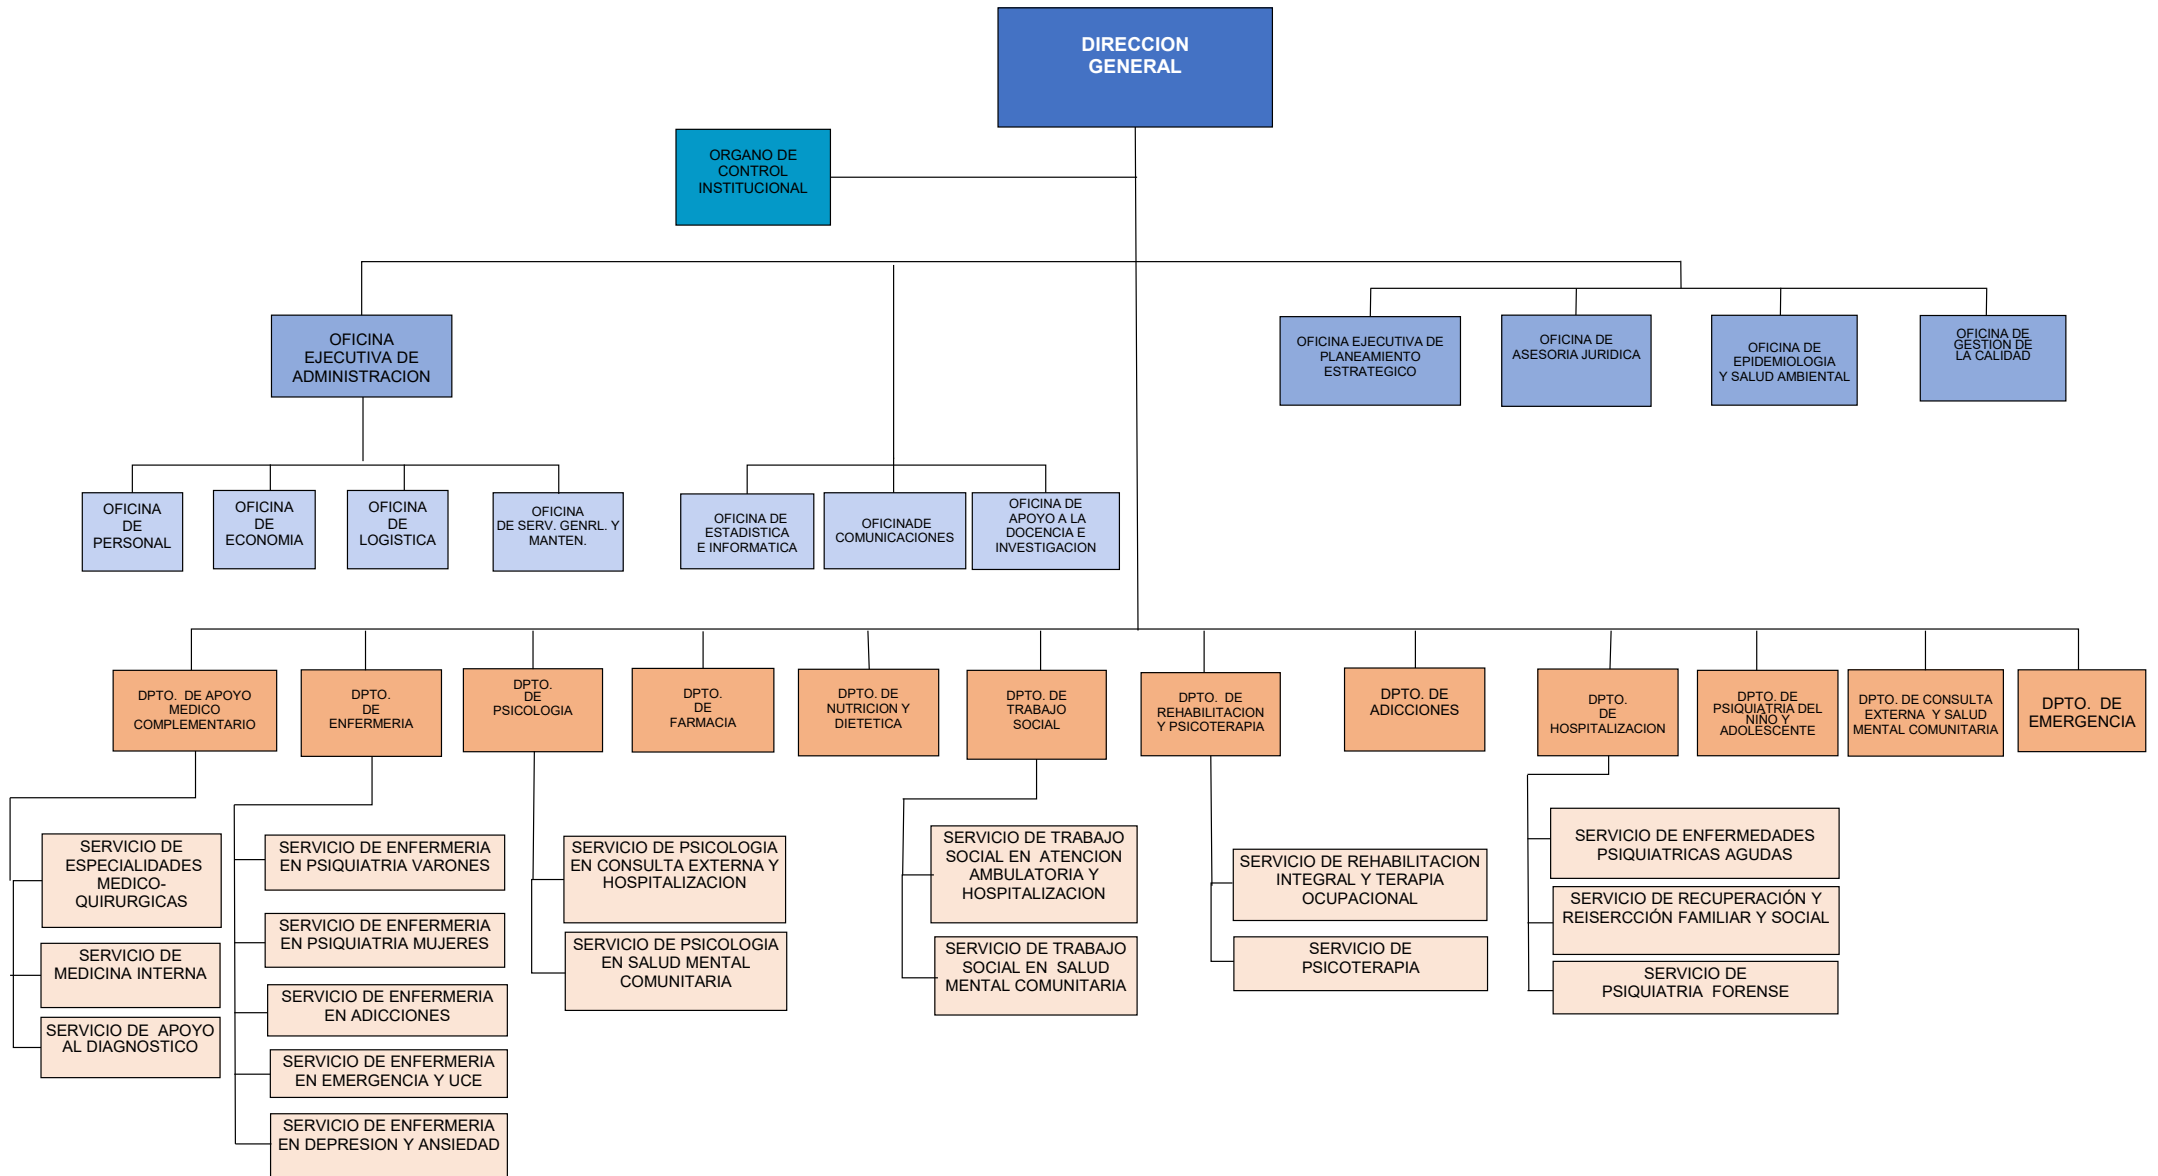 DIRECCION
GENERAL
ORGANO DE
CONTROL
INSTITUCIONAL
OFICINA
EJECUTIVA DE
ADMINISTRACION
OFICINA EJECUTIVA DE
PLANEAMIENTO
ESTRATEGICO
OFICINA DE
ASESORIA JURIDICA
OFICINA DE
EPIDEMIOLOGIA
Y SALUD AMBIENTAL
OFICINA DE
GESTION DE
LA CALIDAD
OFICINA
DE
PERSONAL
OFICINA
DE
ECONOMIA
OFICINA
DE
LOGISTICA
OFICINA
DE SERV. GENRL. Y
MANTEN.
OFICINA DE
ESTADISTICA
E INFORMATICA
OFICINADE
COMUNICACIONES
OFICINA DE
APOYO A LA
DOCENCIA E
INVESTIGACION
DPTO. DE APOYO
MEDICO
COMPLEMENTARIO
DPTO.
DE
ENFERMERIA
DPTO.
DE
PSICOLOGIA
DPTO.
DE
FARMACIA
DPTO. DE
NUTRICION Y
DIETETICA
DPTO. DE
TRABAJO
SOCIAL
DPTO. DE
REHABILITACION
Y PSICOTERAPIA
DPTO. DE
ADICCIONES
DPTO.
DE
HOSPITALIZACION
DPTO. DE
PSIQUIATRIA DEL
NIÑO Y
ADOLESCENTE
DPTO. DE CONSULTA
EXTERNA Y SALUD
MENTAL COMUNITARIA
DPTO. DE
EMERGENCIA
SERVICIO DE
ESPECIALIDADES
MEDICO-
QUIRURGICAS
SERVICIO DE
MEDICINA INTERNA
SERVICIO DE APOYO
AL DIAGNOSTICO
SERVICIO DE ENFERMERIA
EN PSIQUIATRIA VARONES
SERVICIO DE ENFERMERIA
EN PSIQUIATRIA MUJERES
SERVICIO DE ENFERMERIA
EN ADICCIONES
SERVICIO DE ENFERMERIA
EN EMERGENCIA Y UCE
SERVICIO DE ENFERMERIA
EN DEPRESION Y ANSIEDAD
SERVICIO DE PSICOLOGIA
EN CONSULTA EXTERNA Y
HOSPITALIZACION
SERVICIO DE PSICOLOGIA
EN SALUD MENTAL
COMUNITARIA
SERVICIO DE TRABAJO
SOCIAL EN ATENCION
AMBULATORIA Y
HOSPITALIZACION
SERVICIO DE TRABAJO
SOCIAL EN SALUD
MENTAL COMUNITARIA
SERVICIO DE REHABILITACION
INTEGRAL Y TERAPIA
OCUPACIONAL
SERVICIO DE
PSICOTERAPIA
SERVICIO DE ENFERMEDADES
PSIQUIATRICAS AGUDAS
SERVICIO DE RECUPERACIÓN Y
REISERCCIÓN FAMILIAR Y SOCIAL
SERVICIO DE
PSIQUIATRIA FORENSE